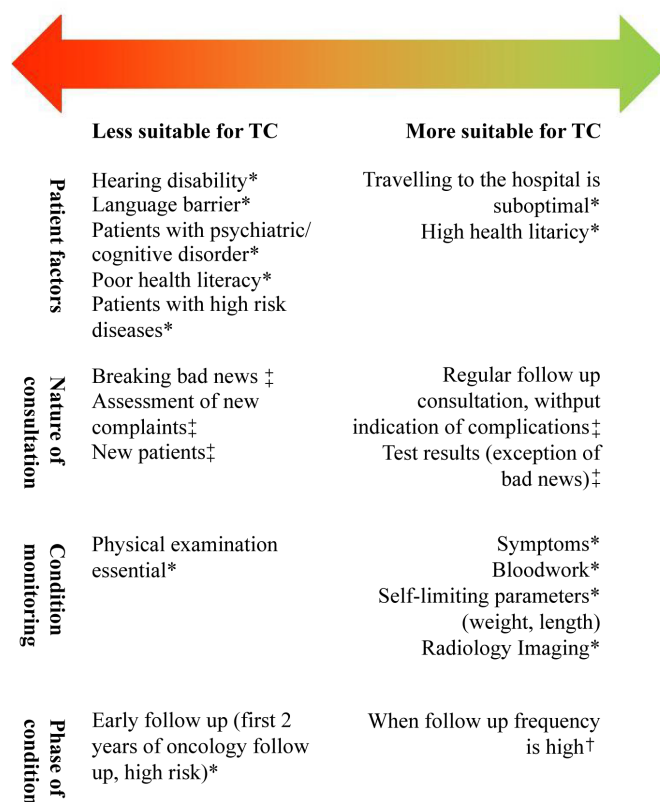 Less suitable for TC
More suitable for TC
Patient factors
Hearing disability*
Language barrier*
Patients with psychiatric/
cognitive disorder*
Poor health literacy*
Patients with high risk
diseases*
Travelling to the hospital is
suboptimal*
High health litaricy*
Nature of
consultation
Breaking bad news ‡
Assessment of new
complaints‡
New patients‡
Regular follow up
consultation, withput
indication of complications‡
Test results (exception of
bad news)‡
Condition
monitoring
Physical examination
essential*
Symptoms*
Bloodwork*
Self-limiting parameters*
(weight, length)
Radiology Imaging*
Phase of
condition
Early follow up (first 2
years of oncology follow
up, high risk)*
When follow up frequency
is high†